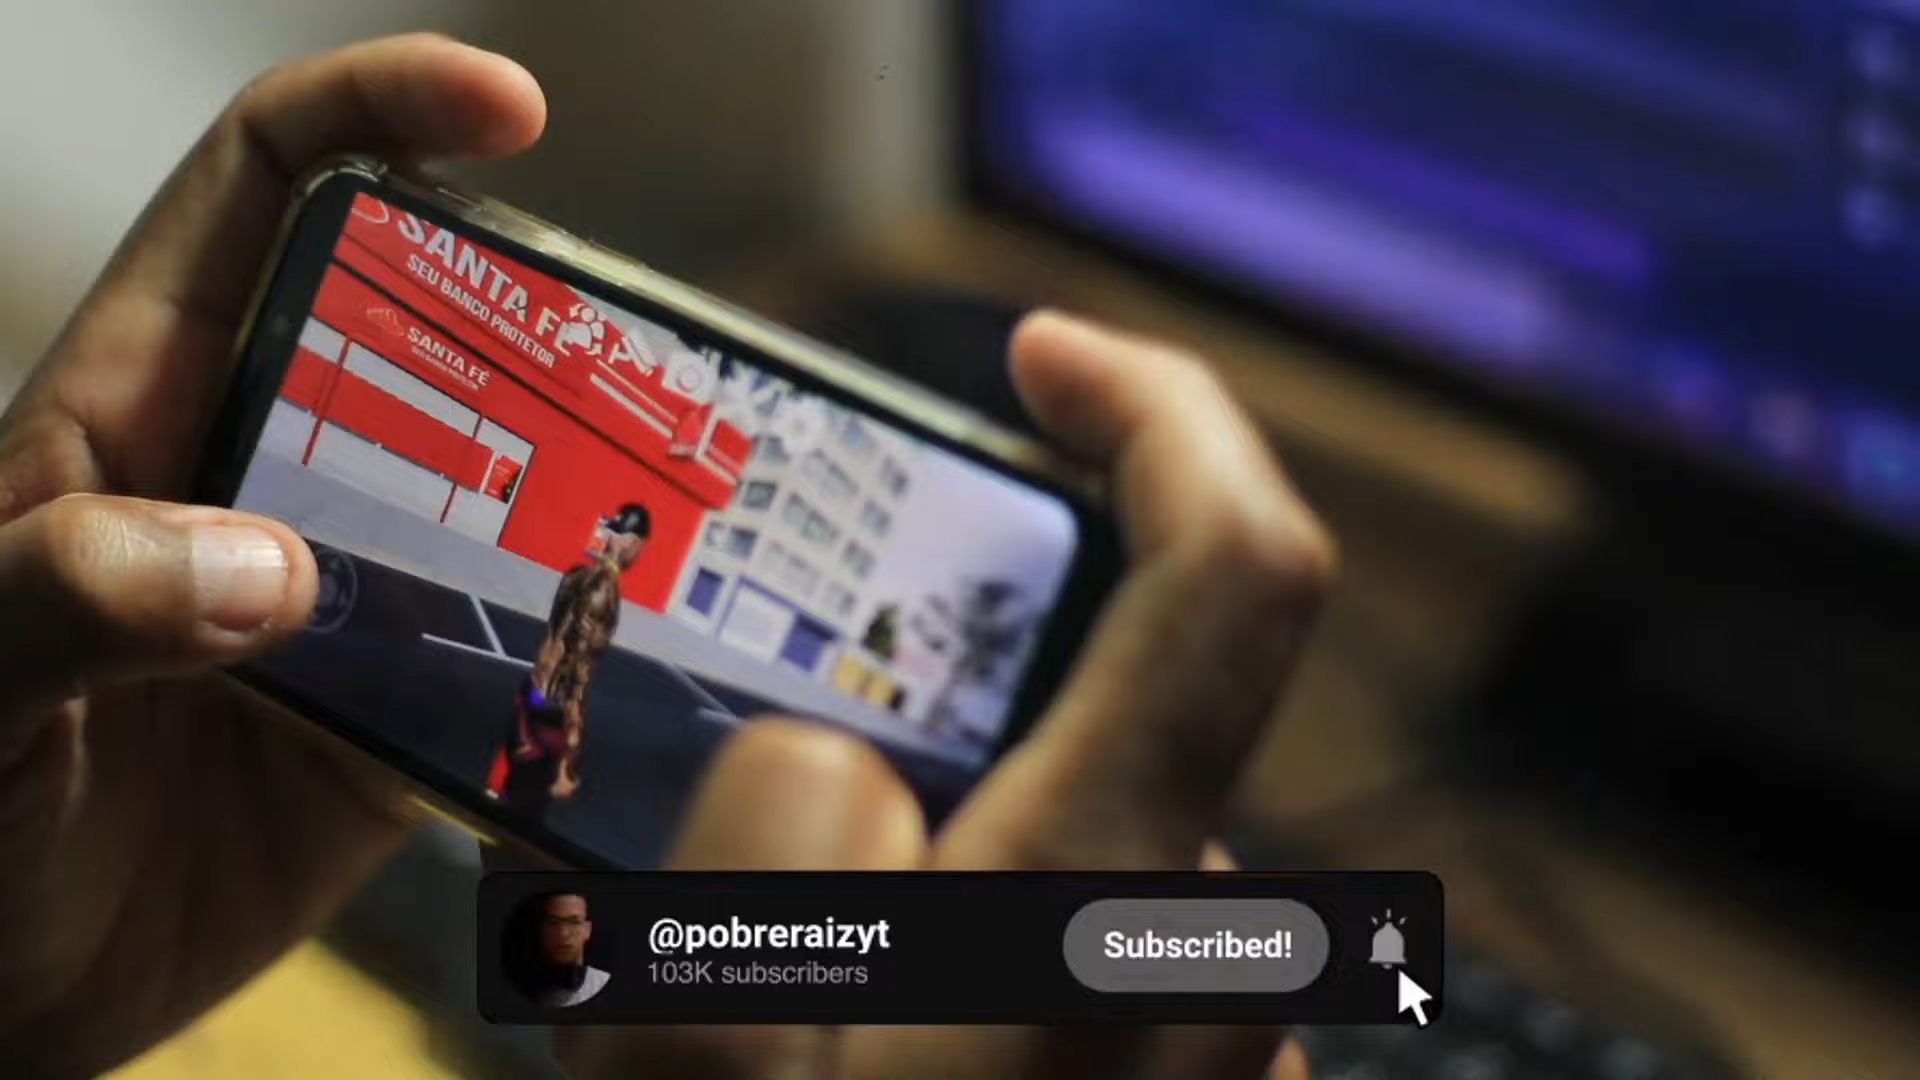 SANTA FÉ
SEU BANCO PROTETOR
SANTA FÉ
@pobreraizyt
103K subscribers
Subscribed!